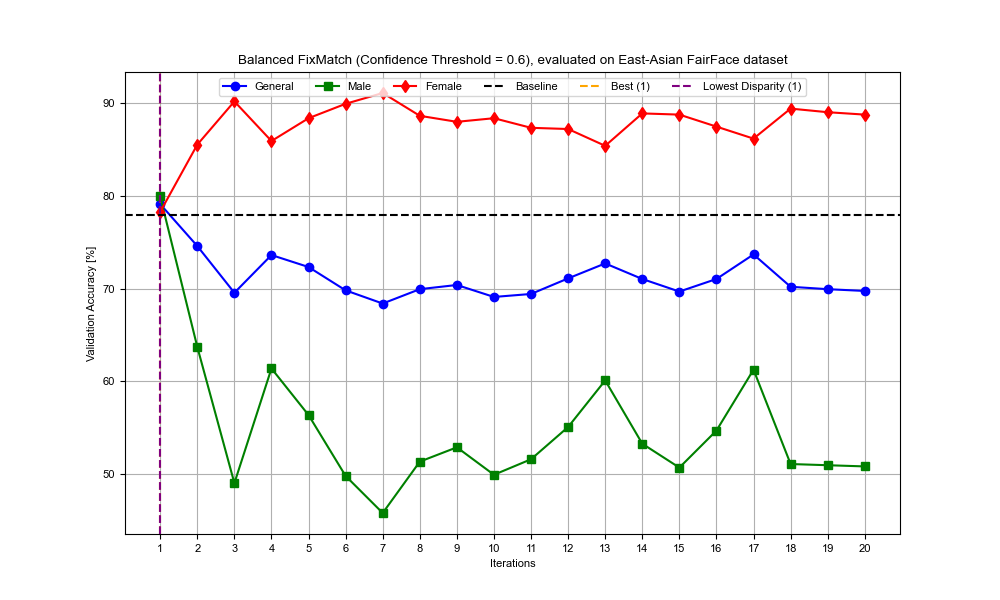 Balanced FixMatch (Confidence Threshold = 0.6), evaluated on East-Asian FairFace dataset
General Male Female Baseline Best (1) Lowest Disparity (1)
Validation Accuracy [%]
90
80
70
60
50
1 2 3 4 5 6 7 8 9 10 11 12 13 14 15 16 17 18 19 20
Iterations